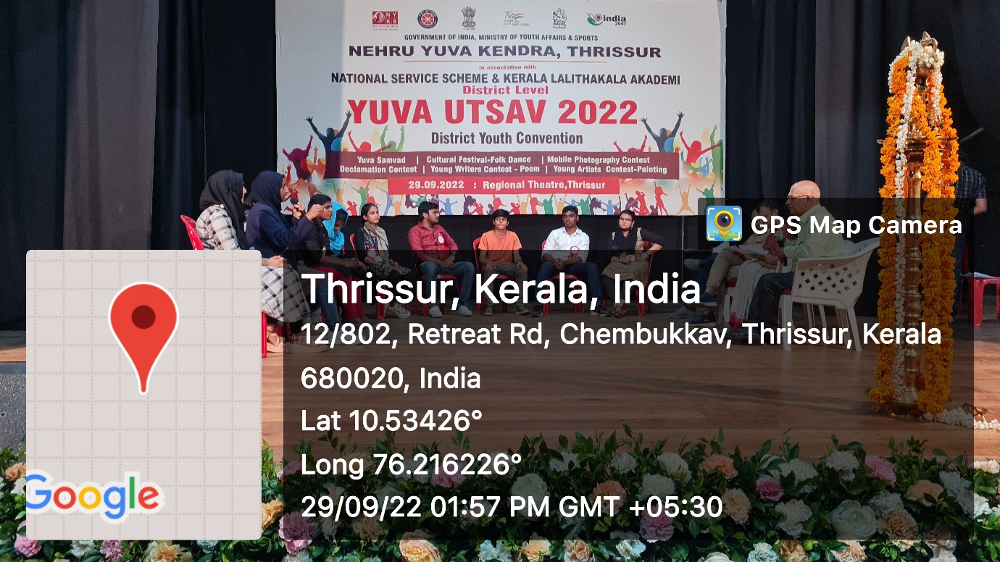 NYKS
india
2047
GOVERNMENT OF INDIA, MINISTRY OF YOUTH AFFAIRS & SPORTS
NEHRU YUVA KENDRA, THRISSUR
in association with
NATIONAL SERVICE SCHEME & KERALA LALITHAKALA AKADEMI
District Level
YUVA UTSAV 2022
District Youth Convention
Yuva Samvad | Cultural Festival-Folk Dance | Mobile Photography Contest
Declamation Contest | Young Writers Contest - Poem | Young Artists Contest-Painting
29.09.2022 : Regional Theatre,Thrissur
GPS Map Camera
Thrissur, Kerala, India
12/802, Retreat Rd, Chembukkav, Thrissur, Kerala
680020, India
Lat 10.53426°
Long 76.216226°
29/09/22 01:57 PM GMT +05:30
Google